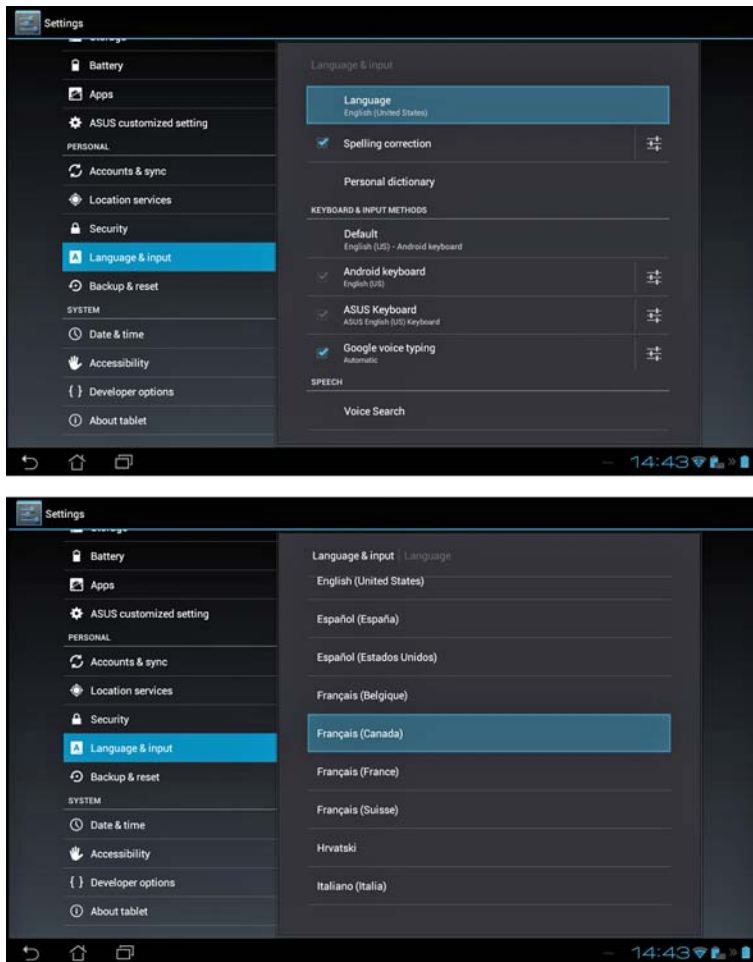 Settings
Battery
Apps
ASUS customized setting
PERSONAL
Accounts & sync
Location services
Security
Language & input
Backup & reset
SYSTEM
Date & time
Accessibility
{ } Developer options
About tablet
Language & input
Language
English (United States)
Spelling correction
Personal dictionary
KEYBOARD & INPUT METHODS
Default
English (US) - Android keyboard
Android keyboard
English (US)
ASUS Keyboard
ASUS English (US) Keyboard
Google voice typing
Automatic
SPEECH
Voice Search
14:43
Settings
Battery
Apps
ASUS customized setting
PERSONAL
Accounts & sync
Location services
Security
Language & input
Backup & reset
SYSTEM
Date & time
Accessibility
{ } Developer options
About tablet
Language & input | Language
English (United States)
Español (España)
Español (Estados Unidos)
Français (Belgique)
Français (Canada)
Français (France)
Français (Suisse)
Hrvatski
Italiano (Italia)
14:43